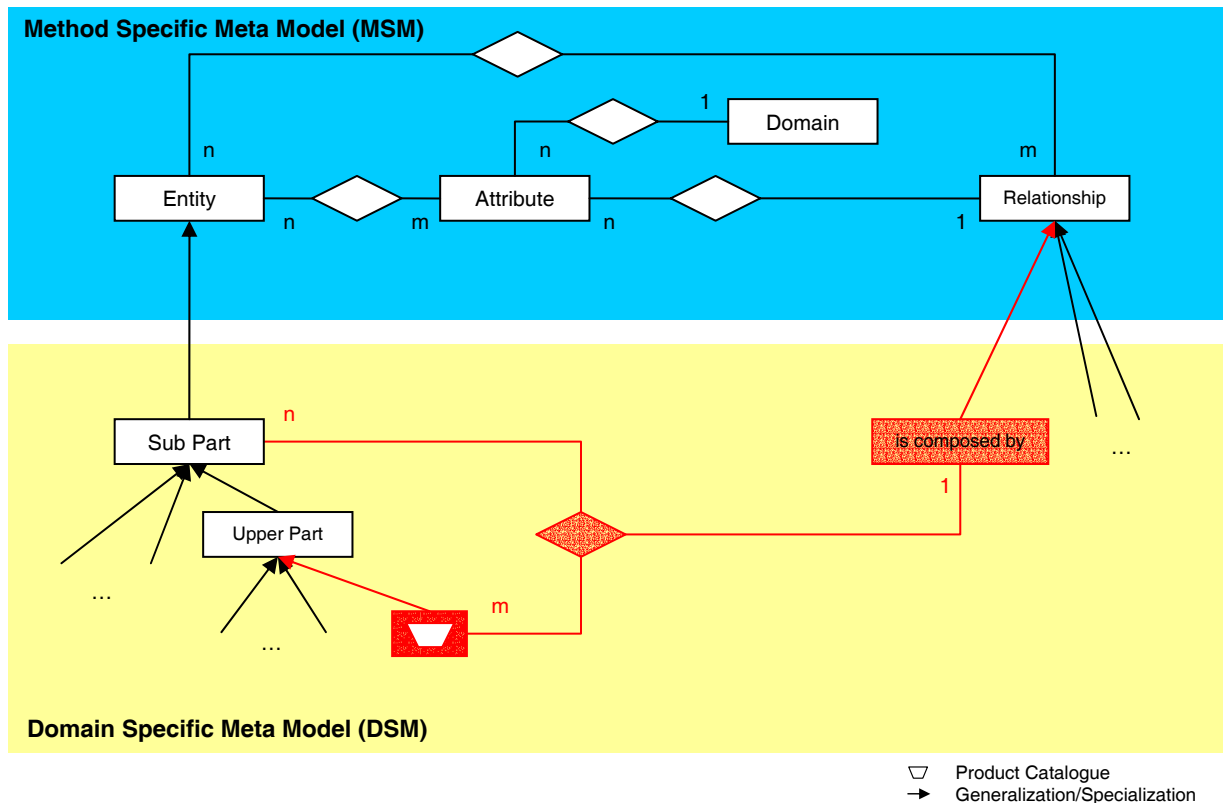 Method Specific Meta Model (MSM)
1
Domain
n
n
m
Entity
Attribute
Relationship
n
m
n
1
n
Sub Part
is composed by
...
1
Upper Part
...
m
...
Domain Specific Meta Model (DSM)
Product Catalogue
Generalization/Specialization